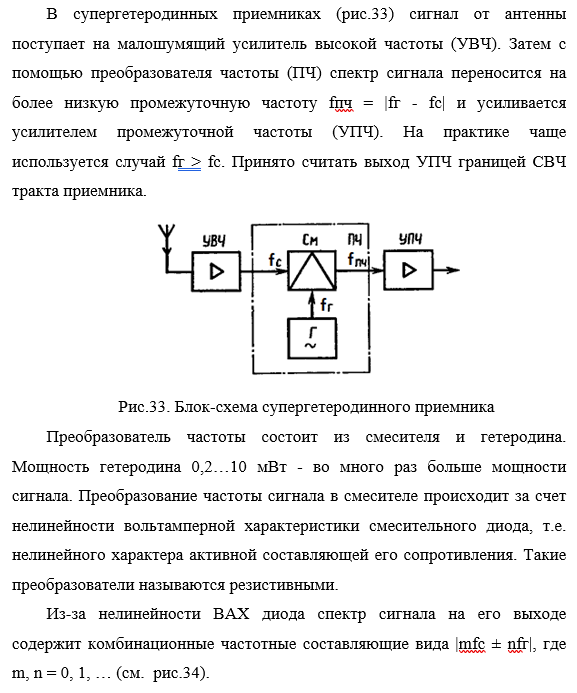 В супергетеродинных приемниках (рис.33) сигнал от антенны
поступает на малошумящий усилитель высокой частоты (УВЧ). Затем с
помощью преобразователя частоты (ПЧ) спектр сигнала переносится на
более низкую промежуточную частоту fпч = |fг - fс| и усиливается
усилителем промежуточной частоты (УПЧ). На практике чаще
используется случай fг > fс. Принято считать выход УПЧ границей СВЧ
тракта приемника.
УВЧ См ПЧ УПЧ
fс fпч
fг
Г
~
Рис.33. Блок-схема супергетеродинного приемника
Преобразователь частоты состоит из смесителя и гетеродина.
Мощность гетеродина 0,2…10 мВт - во много раз больше мощности
сигнала. Преобразование частоты сигнала в смесителе происходит за счет
нелинейности вольтамперной характеристики смесительного диода, т.е.
нелинейного характера активной составляющей его сопротивления. Такие
преобразователи называются резистивными.
Из-за нелинейности ВАХ диода спектр сигнала на его выходе
содержит комбинационные частотные составляющие вида |mfс ± nfг|, где
m, n = 0, 1, … (см. рис.34).